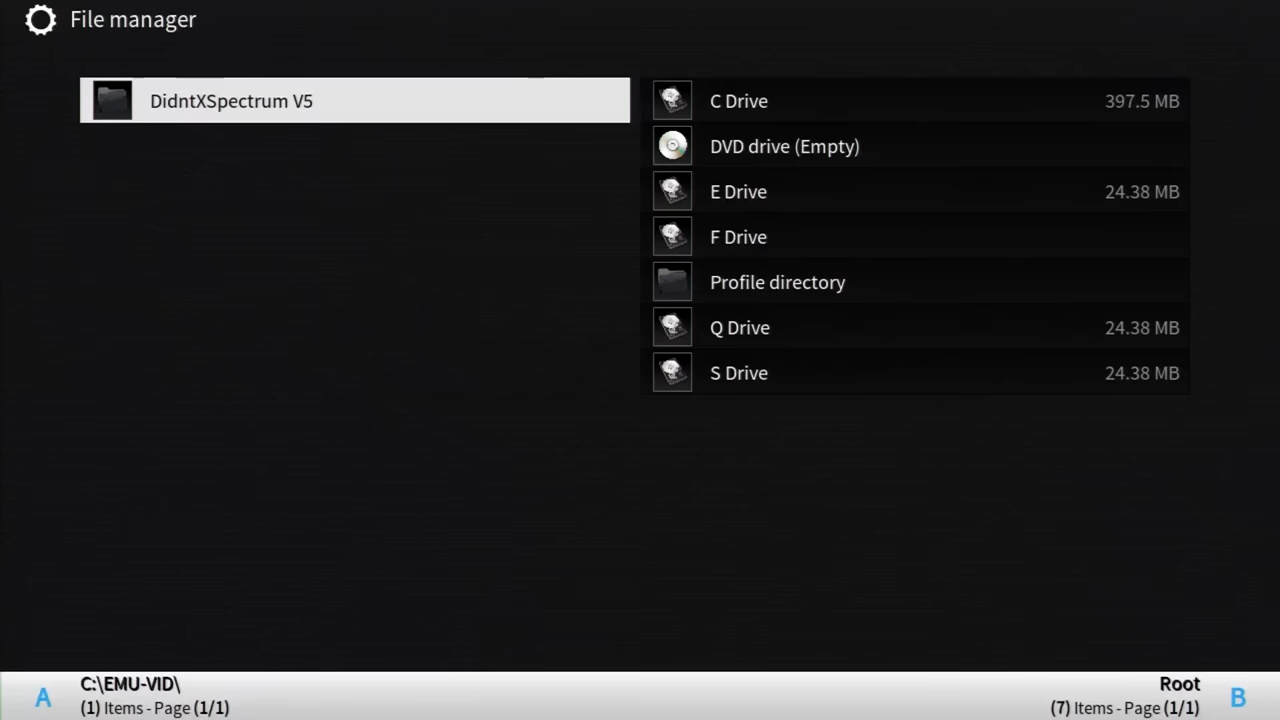 File manager
DidntXSpectrum V5
C Drive 397.5 MB
DVD drive (Empty)
E Drive 24.38 MB
F Drive
Profile directory
Q Drive 24.38 MB
S Drive 24.38 MB
A
C:\EMU-VID\
(1) Items - Page (1/1)
Root
(7) Items - Page (1/1)
B